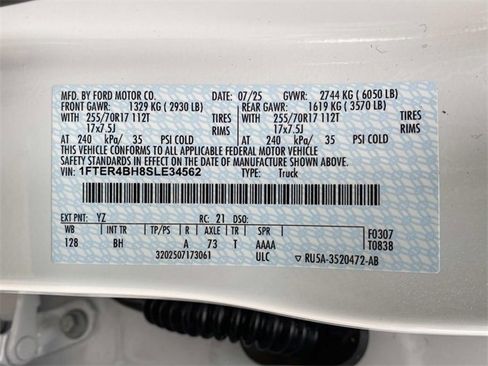 MFD. BY FORD MOTOR CO. 07/25 GVWR: 2744 KG ( 6050 LB)
FRONT GAWR: 1329 KG ( 2930 LB) REAR GAWR: 1619 KG ( 3570 LB)
WITH 255/70R17 112T TIRES WITH 255/70R17 112T TIRES
17x7.5J RIMS 17x7.5J RIMS
AT 240 kPa/ 35 PSI COLD AT 240 kPa/ 35 PSI COLD
THIS VEHICLE CONFORMS TO ALL APPLICABLE FEDERAL MOTOR VEHICLE
SAFETY STANDARDS IN EFFECT ON THE DATE OF MANUFACTURE SHOWN ABOVE.
VIN: 1FTER4BH8SLE34562 TYPE: Truck
EXT PNT: YZ RC: 21 DSO: F0307
WB INT TR TP/PS R AXLE TR SPR T0838
128 BH A 73 T AAAA
3202507173061 ULC ▽ RU5A-3520472-AB